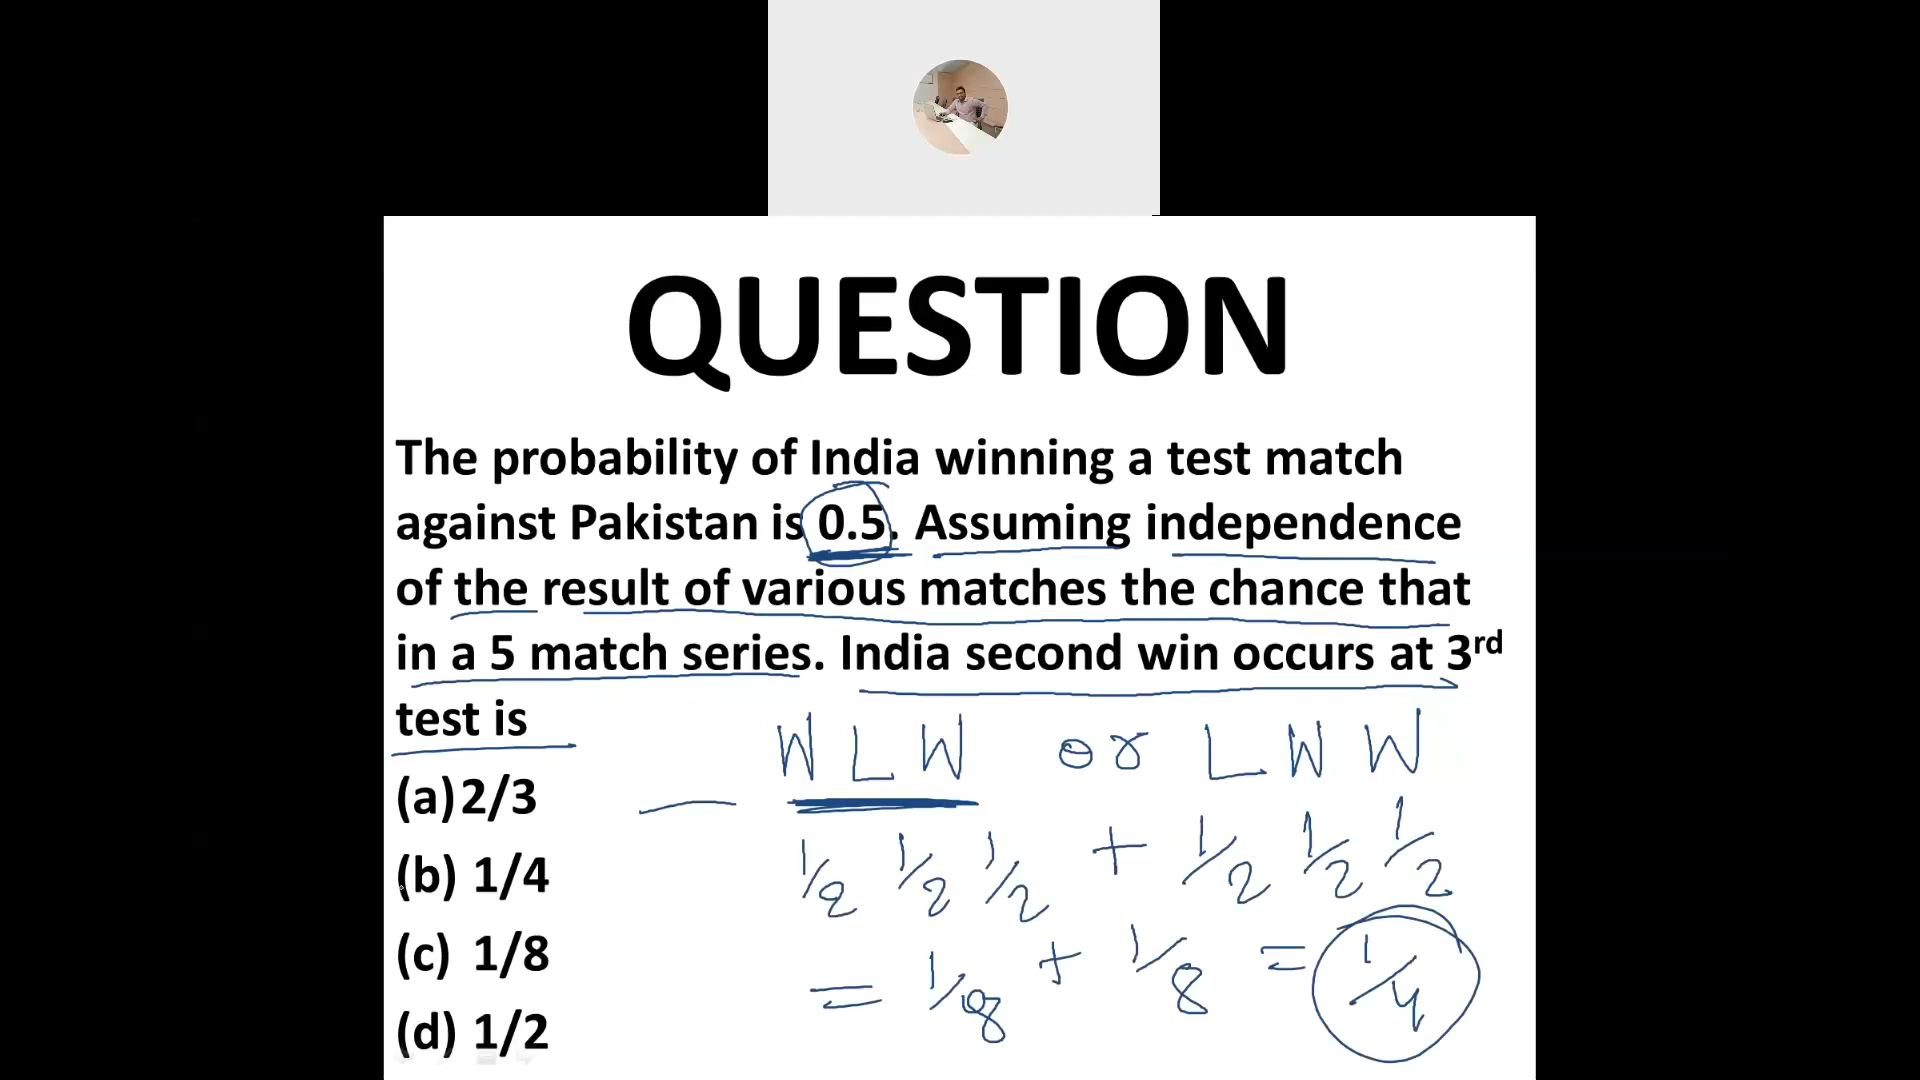 QUESTION
The probability of India winning a test match
against Pakistan is 0.5. Assuming independence
of the result of various matches the chance that
in a 5 match series. India second win occurs at 3rd
test is
W L W or L W W
(a) 2/3
1/2 1/2 1/2 + 1/2 1/2 1/2
(b) 1/4
(c) 1/8
= 1/8 + 1/8 = 1/4
(d) 1/2